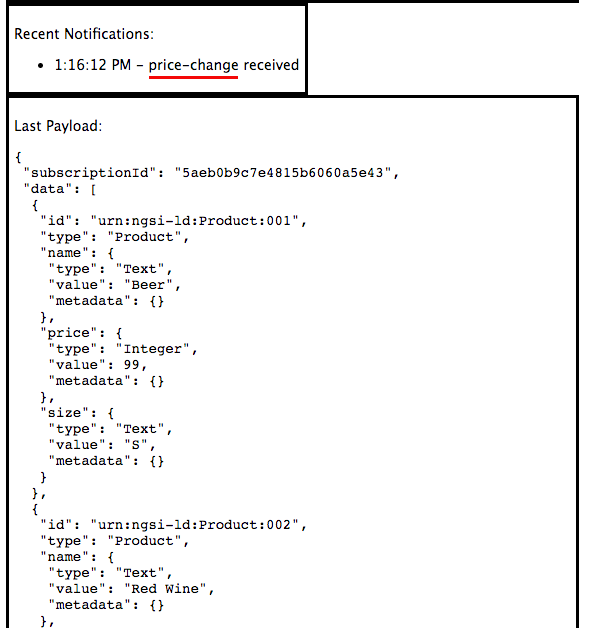 Recent Notifications:
• 1:16:12 PM - price-change received
Last Payload:
{
 "subscriptionId": "5aeb0b9c7e4815b6060a5e43",
 "data": [
  {
   "id": "urn:ngsi-ld:Product:001",
   "type": "Product",
   "name": {
    "type": "Text",
    "value": "Beer",
    "metadata": {}
   },
   "price": {
    "type": "Integer",
    "value": 99,
    "metadata": {}
   },
   "size": {
    "type": "Text",
    "value": "S",
    "metadata": {}
   }
  },
  {
   "id": "urn:ngsi-ld:Product:002",
   "type": "Product",
   "name": {
    "type": "Text",
    "value": "Red Wine",
    "metadata": {}
   },